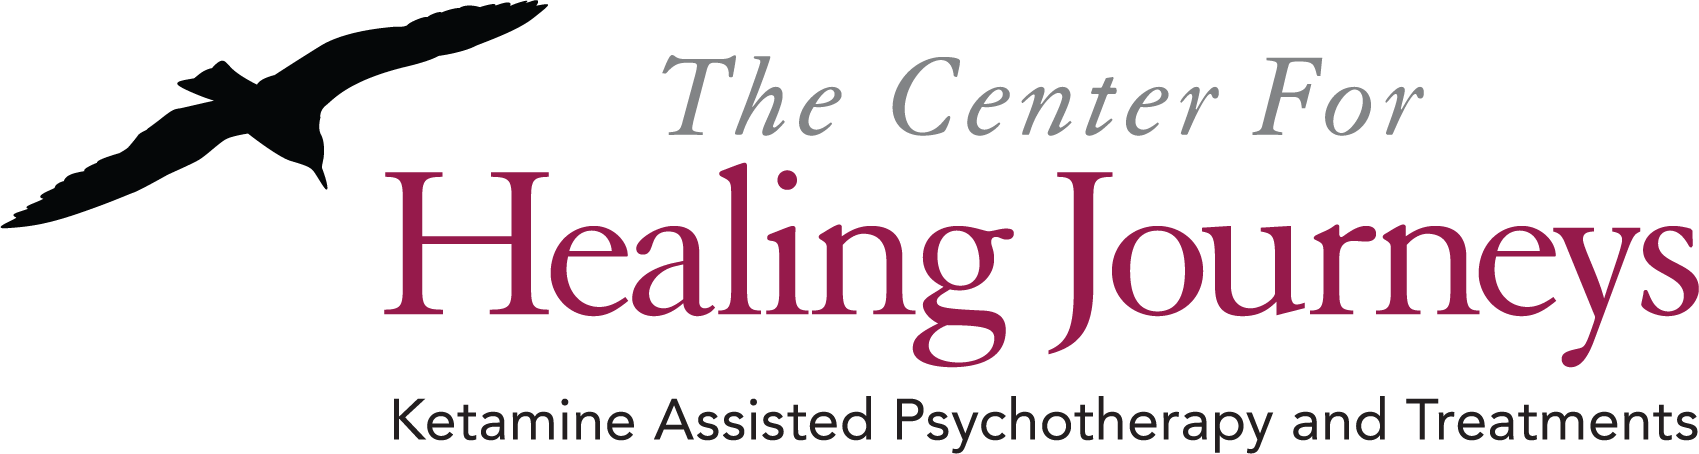 The Center For
Healing Journeys
Ketamine Assisted Psychotherapy and Treatments